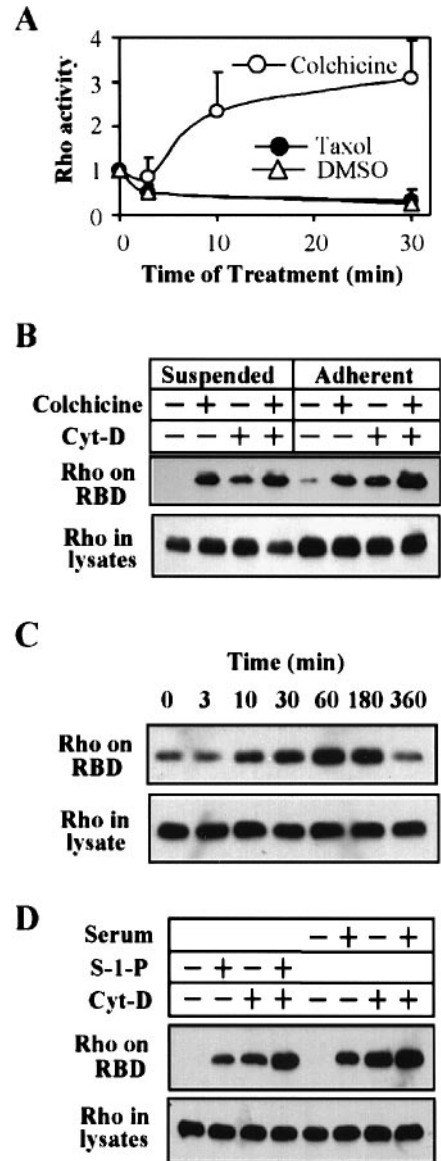 A
4
3
2
1
0
Rho activity
Colchicine
Taxol
DMSO
0 10 20 30
Time of Treatment (min)
B
Suspended Adherent
Colchicine − + − + − + − +
Cyt-D − − + + − − + +
Rho on
RBD
Rho in
lysates
C
Time (min)
0 3 10 30 60 180 360
Rho on
RBD
Rho in
lysate
D
Serum − + − +
S-1-P − + − +
Cyt-D − − + + − − + +
Rho on
RBD
Rho in
lysates